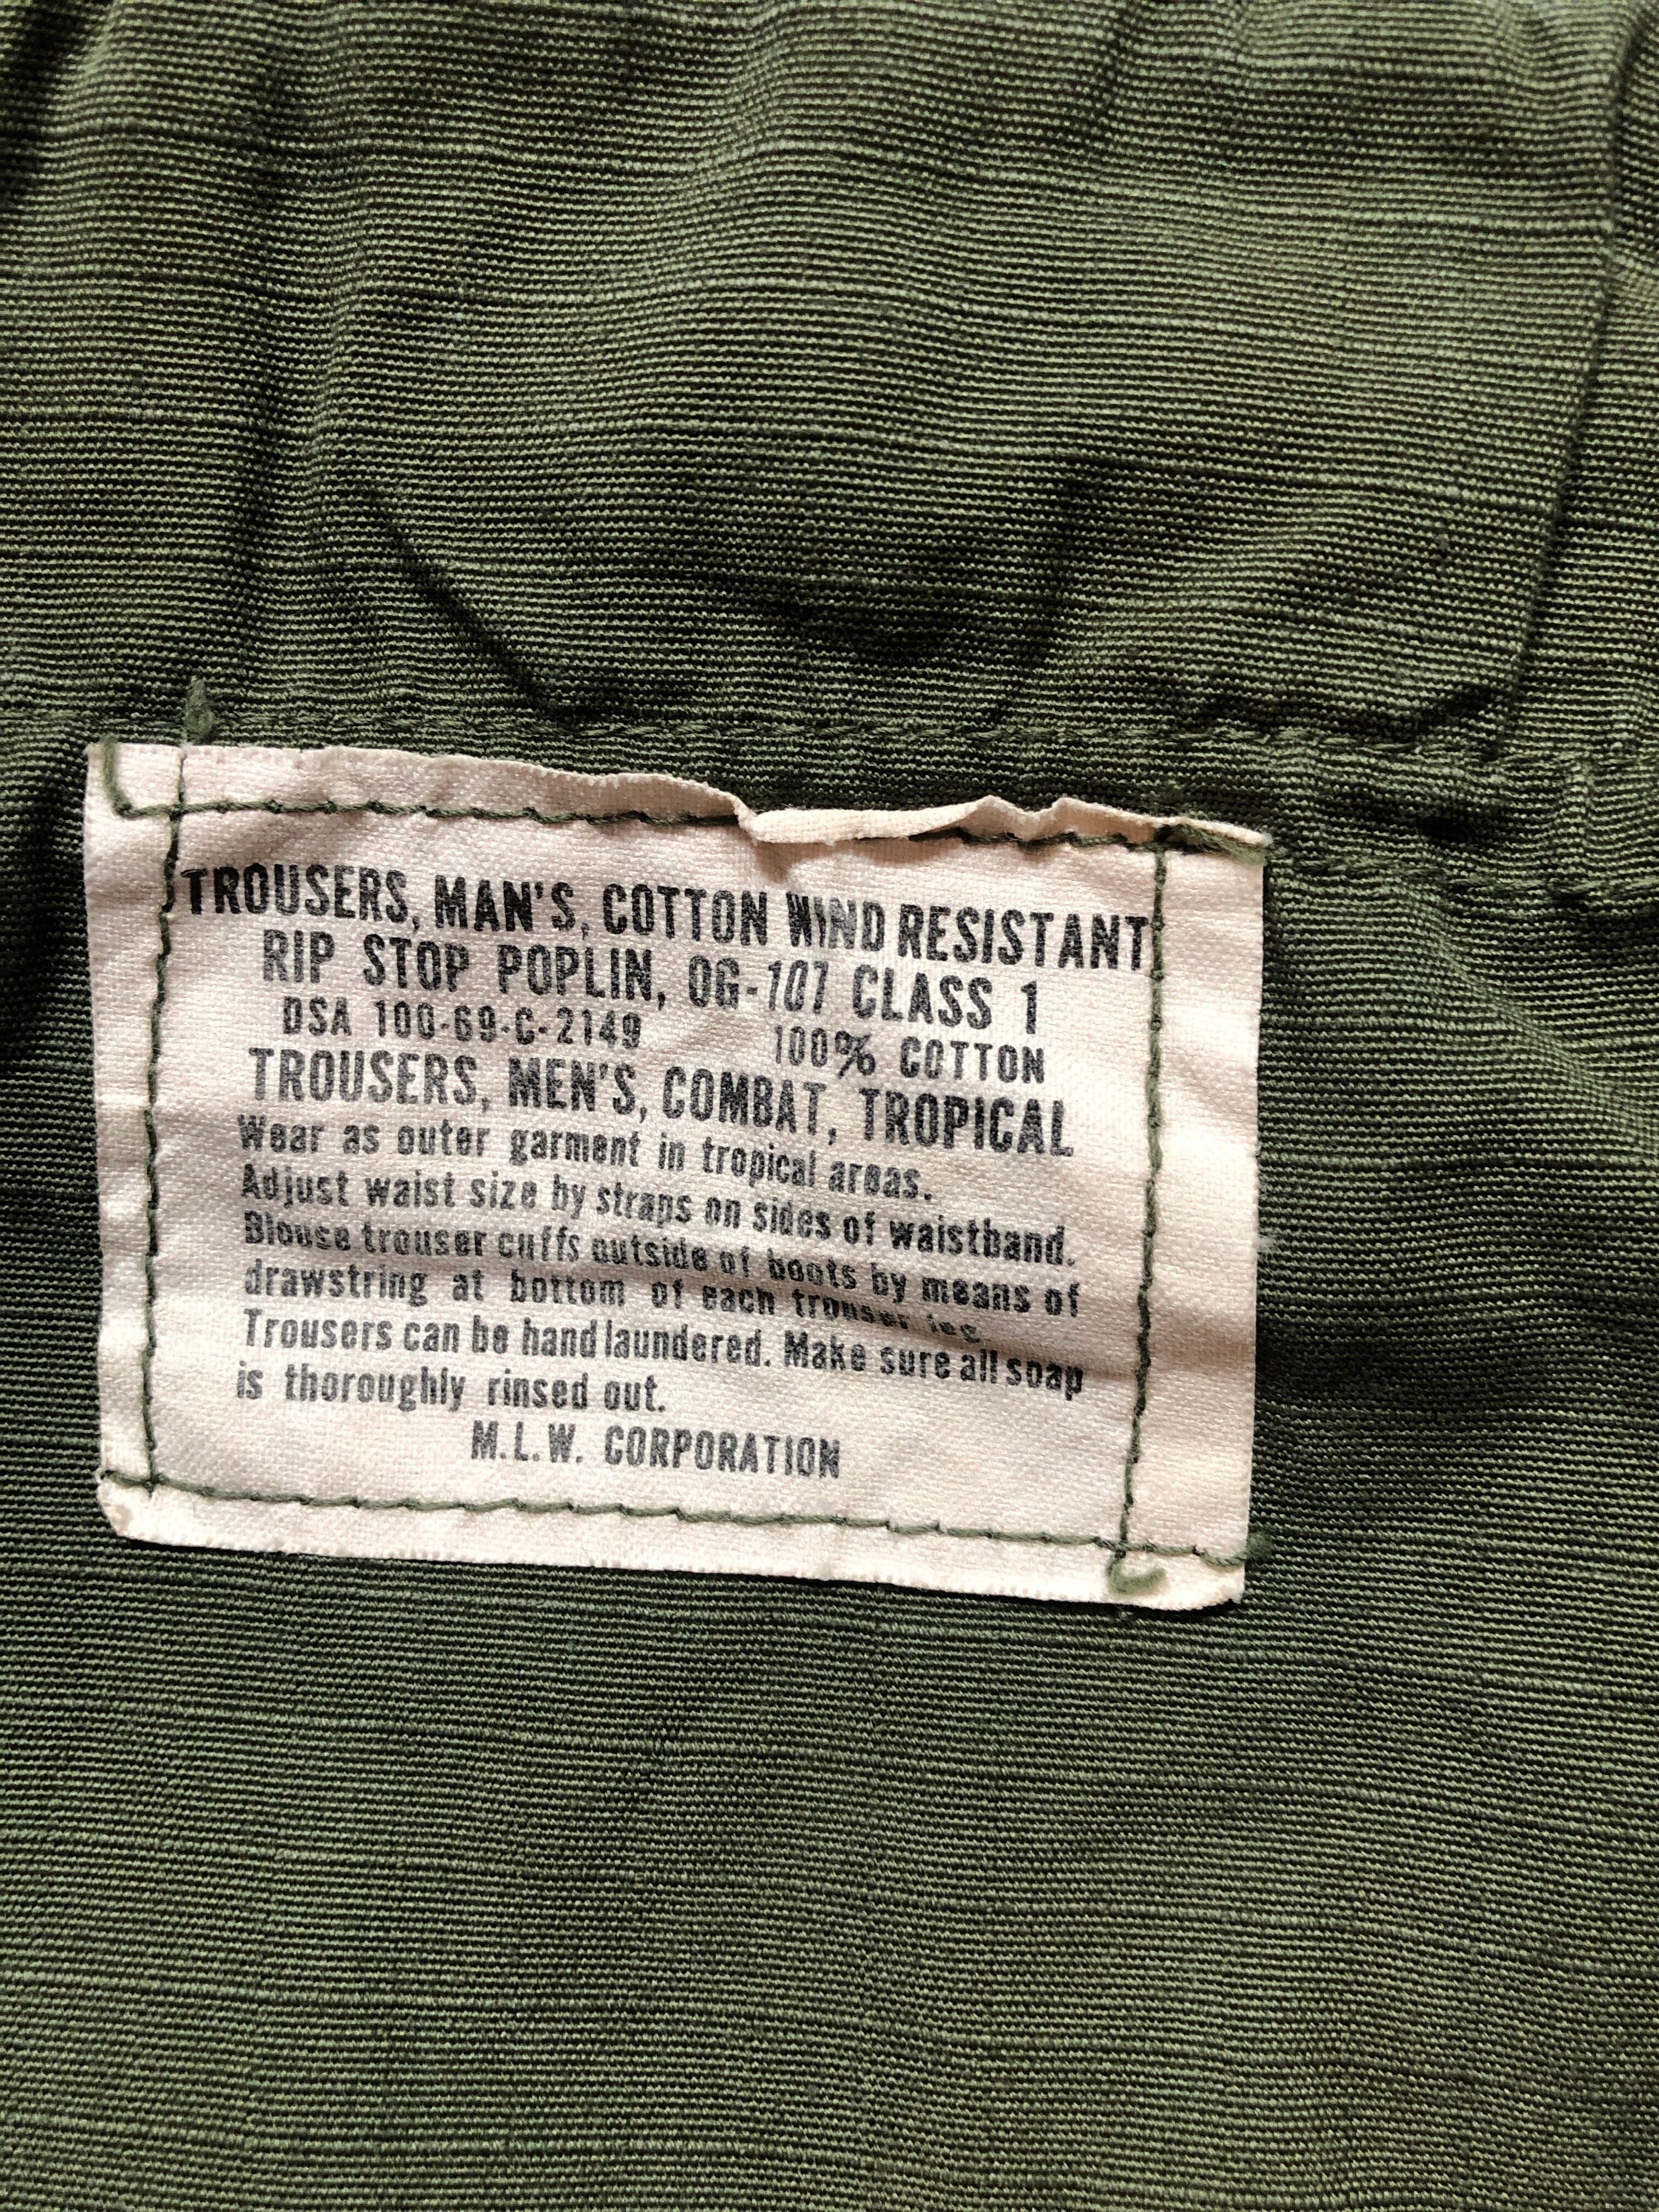 TROUSERS, MAN'S, COTTON WIND RESISTANT
RIP STOP POPLIN, OG-107 CLASS 1
DSA 100-69-C-2149 100% COTTON
TROUSERS, MEN'S, COMBAT, TROPICAL
Wear as outer garment in tropical areas.
Adjust waist size by straps on sides of waistband.
Blouse trouser cuffs outside of boots by means of
drawstring at bottom of each trouser leg
Trousers can be hand laundered. Make sure all soap
is thoroughly rinsed out.
M.L.W. CORPORATION